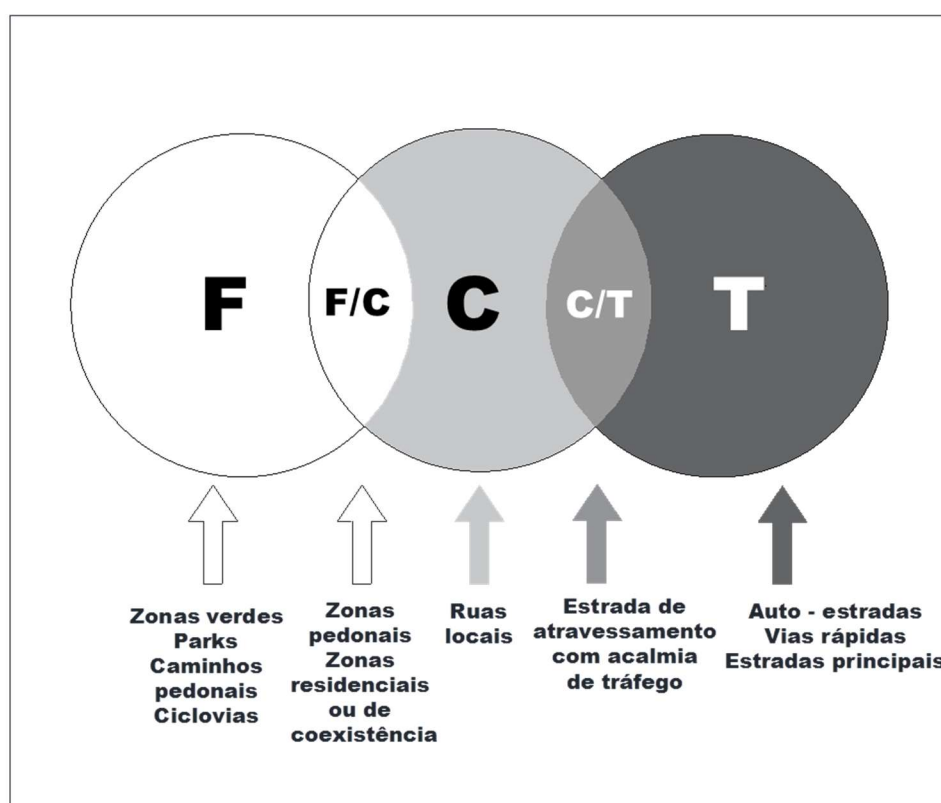 F
F/C
C
C/T
T
Zonas verdes
Parks
Caminhos
pedonais
Ciclovias
Zonas
pedonais
Zonas
residenciais
ou de
coexistência
Ruas
locais
Estrada de
atravessamento
com acalmia
de tráfego
Auto - estradas
Vias rápidas
Estradas principais